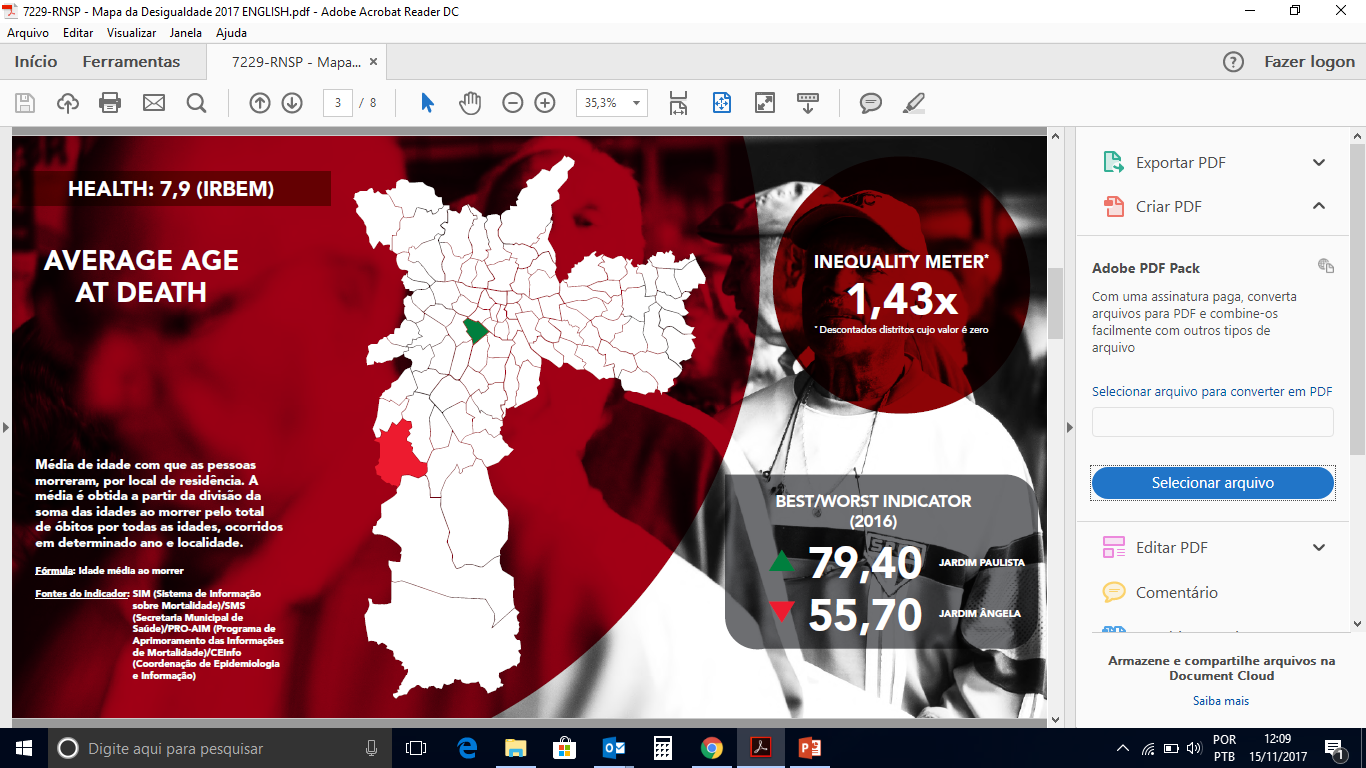 7229-RNSP - Mapa da Desigualdade 2017 ENGLISH.pdf - Adobe Acrobat Reader DC
Arquivo Editar Visualizar Janela Ajuda
Início Ferramentas 7229-RNSP - Mapa... × ? Fazer logon
3 / 8 35,3%
HEALTH: 7,9 (IRBEM)
AVERAGE AGE
AT DEATH
Média de idade com que as pessoas
morreram, por local de residência. A
média é obtida a partir da divisão da
soma das idades ao morrer pelo total
de óbitos por todas as idades, ocorridos
em determinado ano e localidade.
Fórmula: Idade média ao morrer
Fontes do Indicador: SIM (Sistema de Informação
sobre Mortalidade)/SMS
(Secretaria Municipal de
Saúde)/PRO-AIM (Programa de
Aprimoramento das Informações
de Mortalidade)/CEInfo
(Coordenação de Epidemiologia
e Informação)
INEQUALITY METER*
1,43x
* Descontados distritos cujo valor é zero
BEST/WORST INDICATOR
(2016)
79,40 JARDIM PAULISTA
55,70 JARDIM ÂNGELA
Exportar PDF
Criar PDF
Adobe PDF Pack
Com uma assinatura paga, converta
arquivos para PDF e combine-os
facilmente com outros tipos de
arquivo
Selecionar arquivo para converter em PDF
Selecionar arquivo
Editar PDF
Comentário
Armazene e compartilhe arquivos na
Document Cloud
Saiba mais
Digite aqui para pesquisar
POR
PTB
12:09
15/11/2017
1